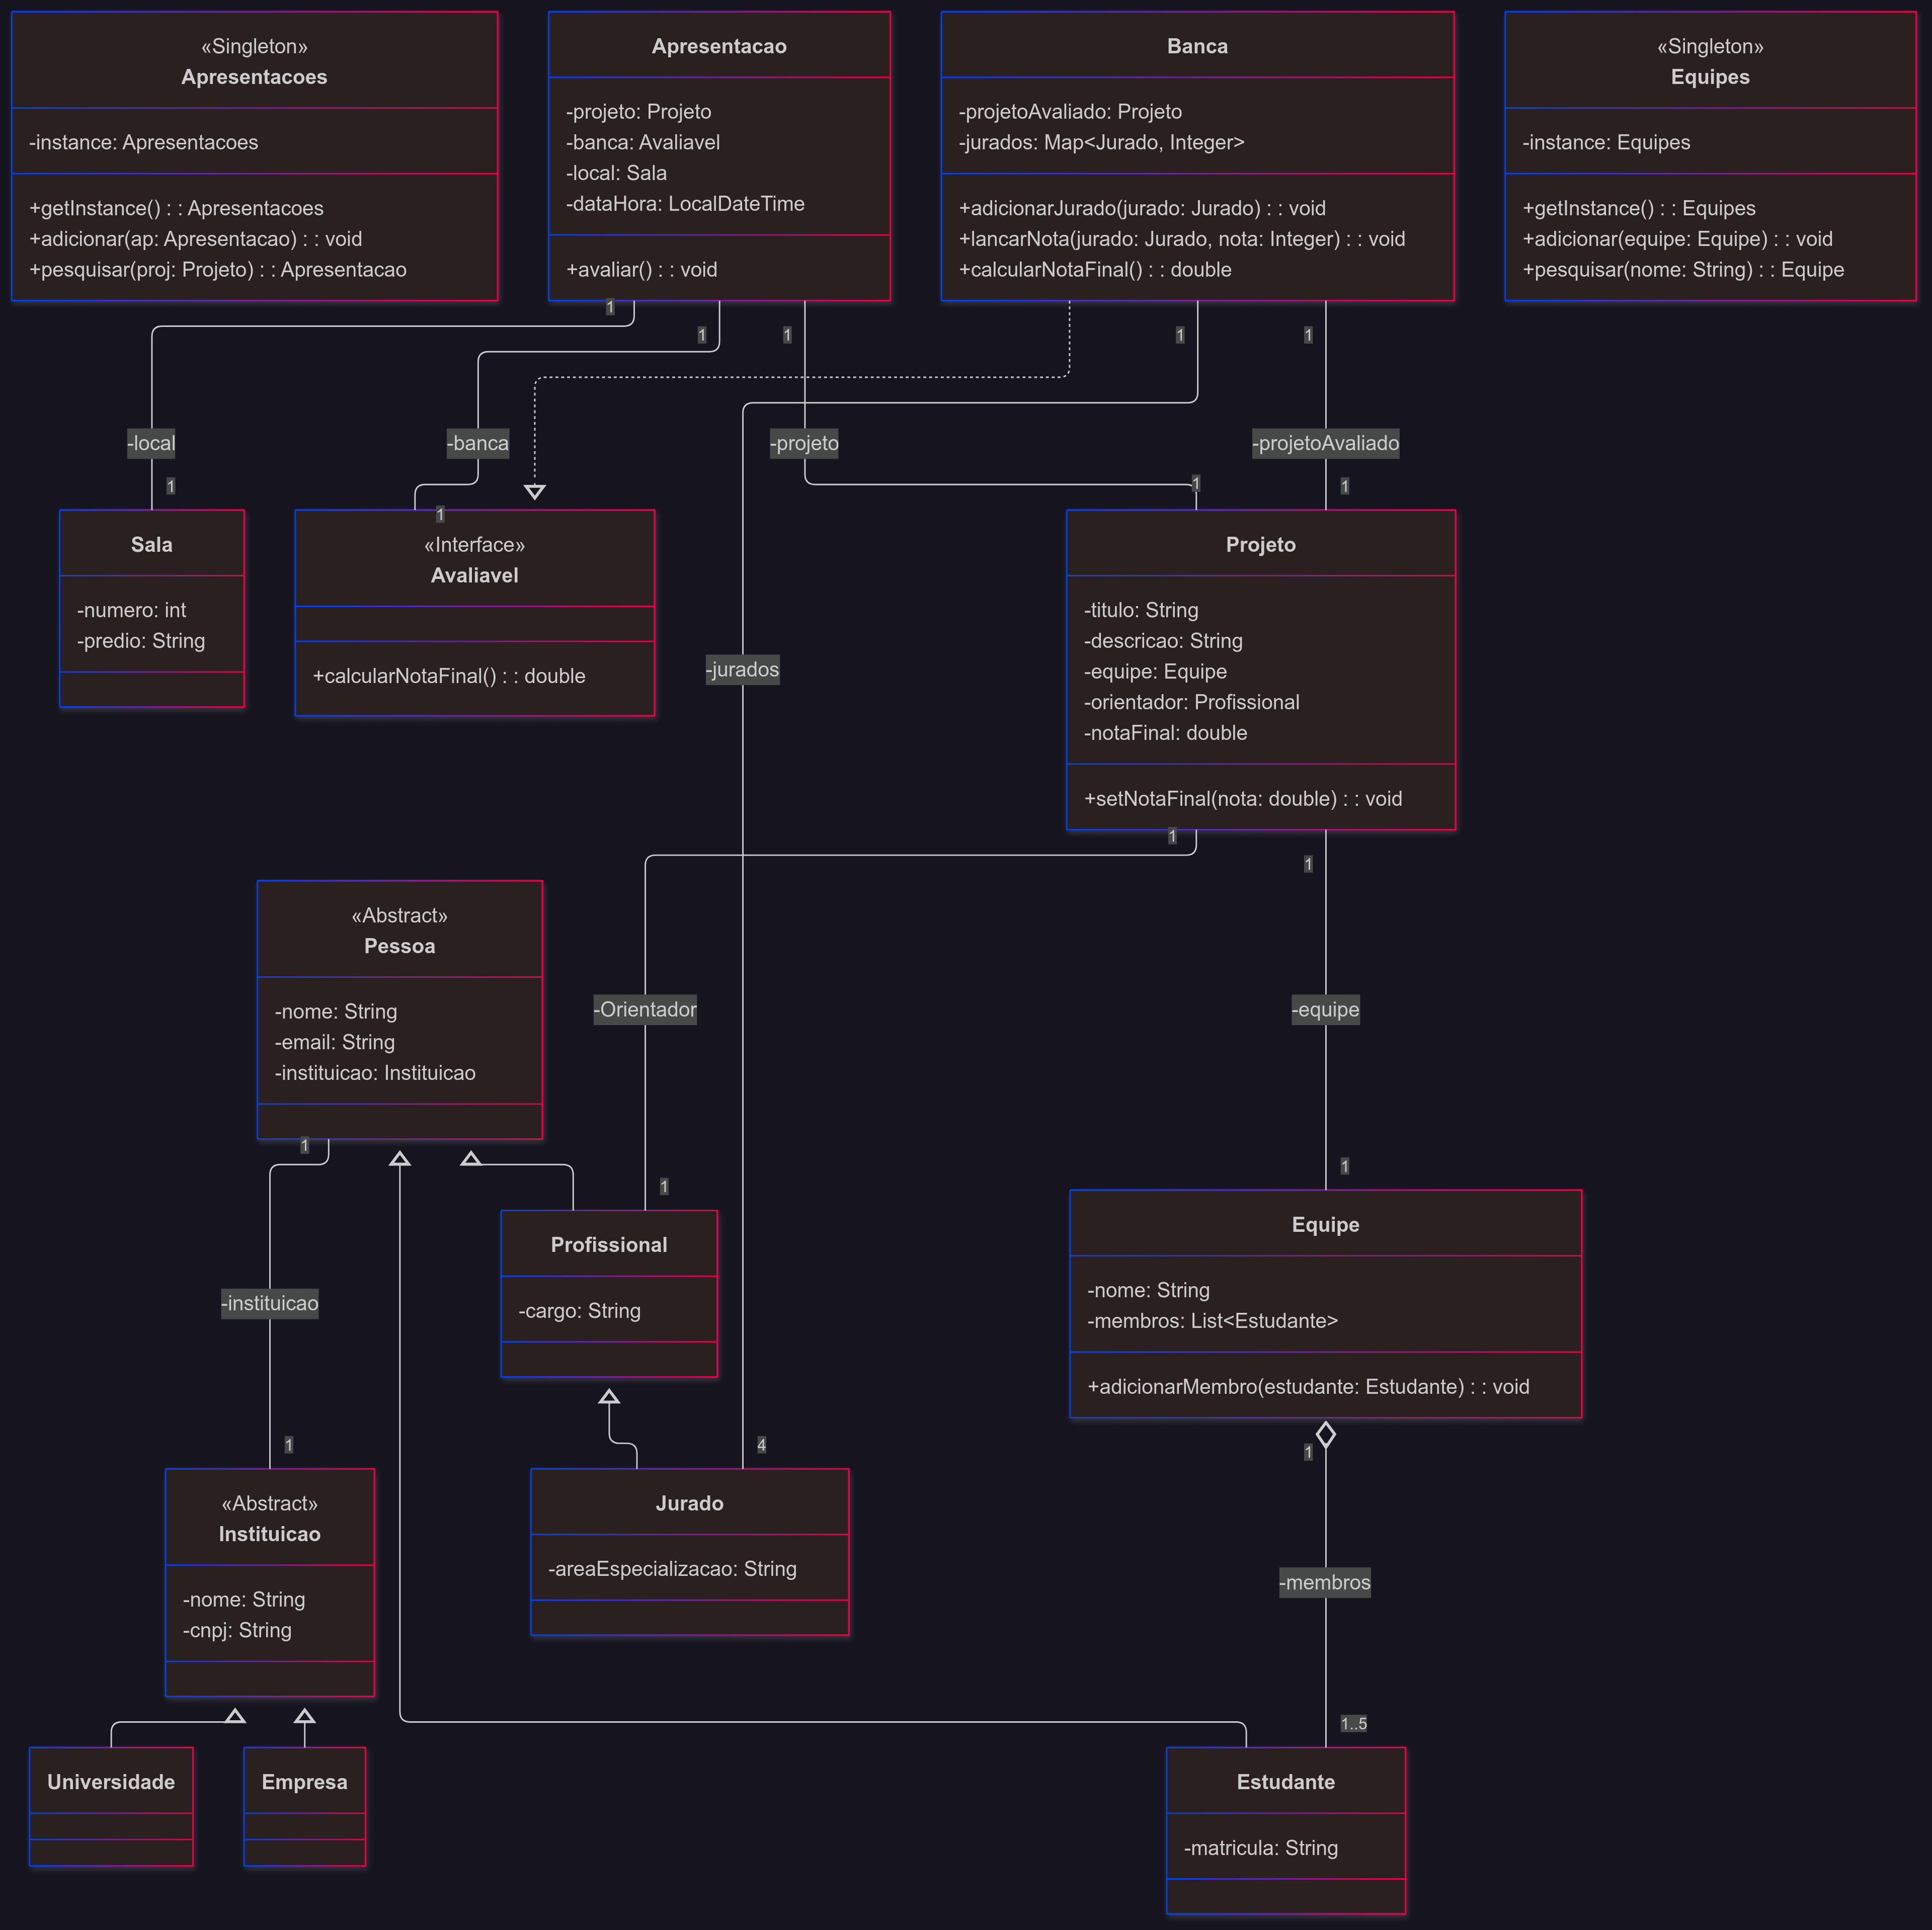 «Singleton»
Apresentacoes
-instance: Apresentacoes
+getInstance() : : Apresentacoes
+adicionar(ap: Apresentacao) : : void
+pesquisar(proj: Projeto) : : Apresentacao
Apresentacao
-projeto: Projeto
-banca: Avaliavel
-local: Sala
-dataHora: LocalDateTime
+avaliar() : : void
Banca
-projetoAvaliado: Projeto
-jurados: Map<Jurado, Integer>
+adicionarJurado(jurado: Jurado) : : void
+lancarNota(jurado: Jurado, nota: Integer) : : void
+calcularNotaFinal() : : double
«Singleton»
Equipes
-instance: Equipes
+getInstance() : : Equipes
+adicionar(equipe: Equipe) : : void
+pesquisar(nome: String) : : Equipe
1
1
1
1
1
-local
-banca
-projeto
-projetoAvaliado
1
1
1
1
Sala
-numero: int
-predio: String
«Interface»
Avaliavel
+calcularNotaFinal() : : double
-jurados
Projeto
-titulo: String
-descricao: String
-equipe: Equipe
-orientador: Profissional
-notaFinal: double
+setNotaFinal(nota: double) : : void
1
1
«Abstract»
Pessoa
-nome: String
-email: String
-instituicao: Instituicao
-Orientador
-equipe
1
1
1
Profissional
-cargo: String
Equipe
-nome: String
-membros: List<Estudante>
+adicionarMembro(estudante: Estudante) : : void
-instituicao
1
4
1
«Abstract»
Instituicao
-nome: String
-cnpj: String
Jurado
-areaEspecializacao: String
-membros
1..5
Universidade
Empresa
Estudante
-matricula: String